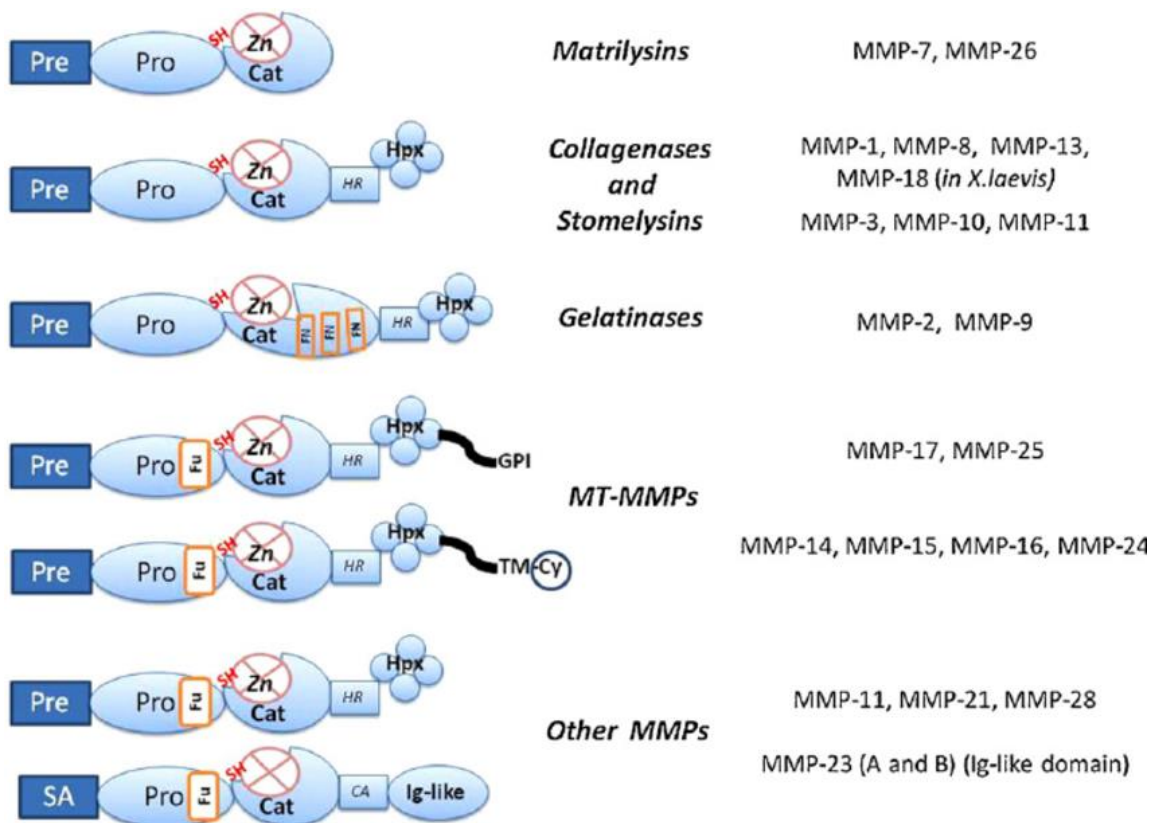 Pre Pro SH Zn Cat
Matrilysins
MMP-7, MMP-26
Pre Pro SH Zn Cat HR Hpx
Collagenases
and
Stomelysins
MMP-1, MMP-8, MMP-13,
MMP-18 (in X.laevis)
MMP-3, MMP-10, MMP-11
Pre Pro SH Zn Cat FN FN FN HR Hpx
Gelatinases
MMP-2, MMP-9
Pre Pro Fu SH Zn Cat HR Hpx GPI
MMP-17, MMP-25
MT-MMPs
Pre Pro Fu SH Zn Cat HR Hpx TM-Cy
MMP-14, MMP-15, MMP-16, MMP-24
Pre Pro Fu SH Zn Cat HR Hpx
MMP-11, MMP-21, MMP-28
Other MMPs
SA Pro Fu SH Cat CA Ig-like
MMP-23 (A and B) (Ig-like domain)